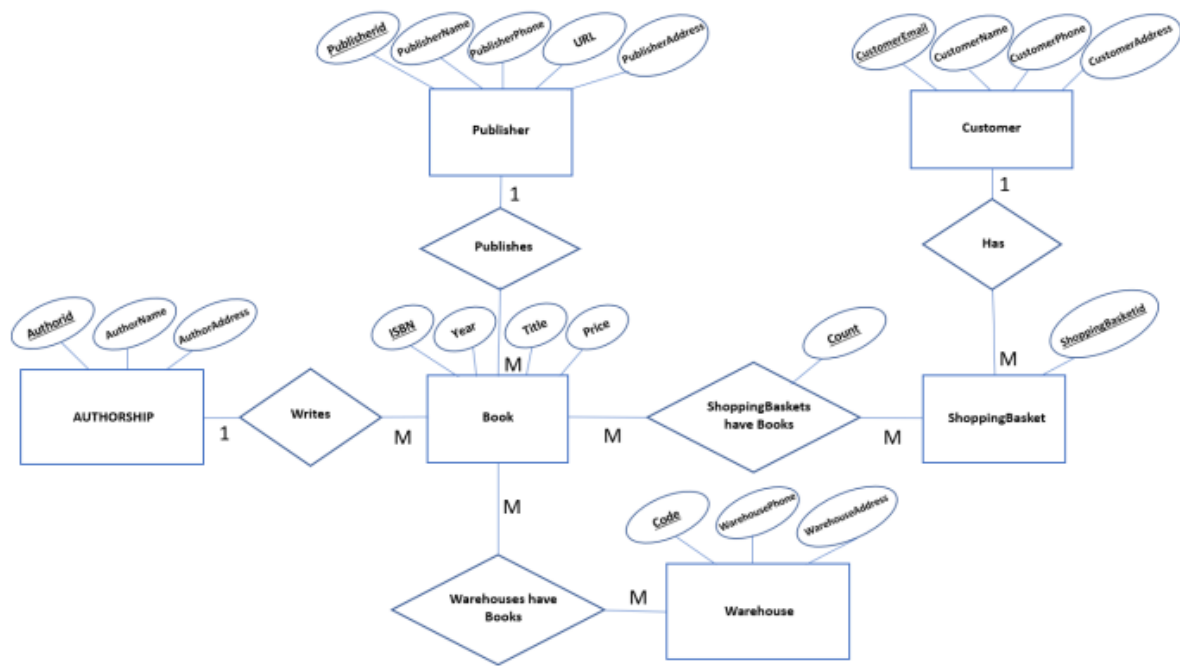 Publisherid
PublisherName
PublisherPhone
URL
PublisherAddress
CustomerEmail
CustomerName
CustomerPhone
CustomerAddress
Publisher
Customer
1
1
Publishes
Has
Authorid
AuthorName
AuthorAddress
ISBN
Year
Title
Price
Count
ShoppingBasketid
M
M
AUTHORSHIP
Writes
Book
ShoppingBaskets
have Books
ShoppingBasket
1
M
M
M
M
Code
WarehousePhone
WarehouseAddress
Warehouses have
Books
M
Warehouse